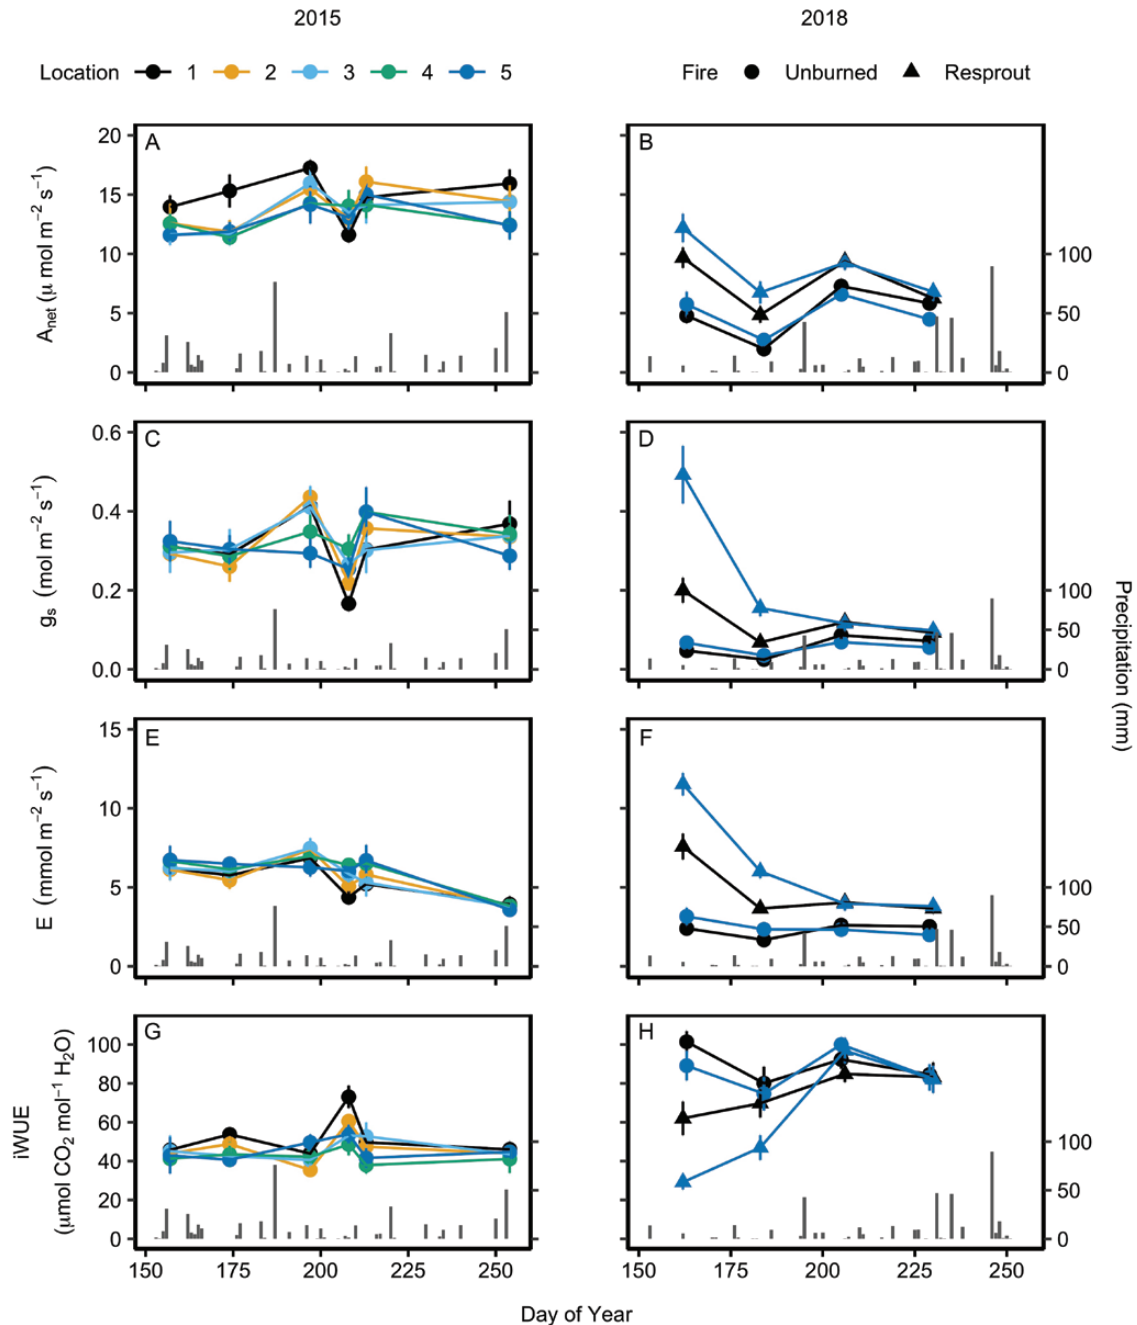 2015 2018
Location 1 2 3 4 5 Fire Unburned Resprout
A B
20
15
10
5
0
100
50
0
Anet (μ mol m−2 s−1)
C D
0.6
0.4
0.2
0.0
100
50
0
gs (mol m−2 s−1)
Precipitation (mm)
E F
15
10
5
0
100
50
0
E (mmol m−2 s−1)
G H
100
80
60
40
20
0
100
50
0
iWUE
(μmol CO2 mol−1 H2O)
150 175 200 225 250 150 175 200 225 250
Day of Year